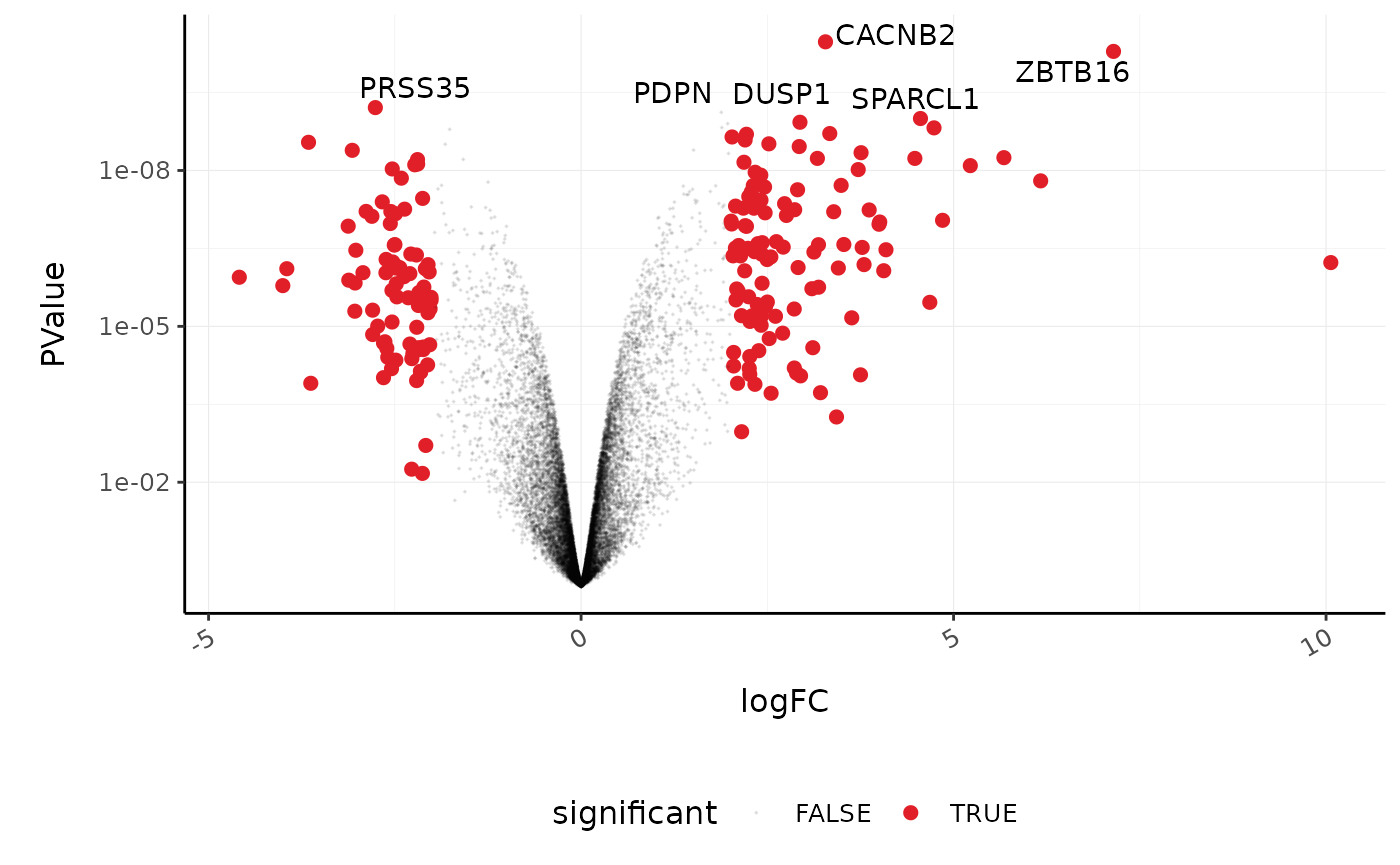 CACNB2
ZBTB16
PRSS35
PDPN
DUSP1
SPARCL1
1e-08
1e-05
1e-02
PValue
-5
0
5
10
logFC
significant FALSE TRUE